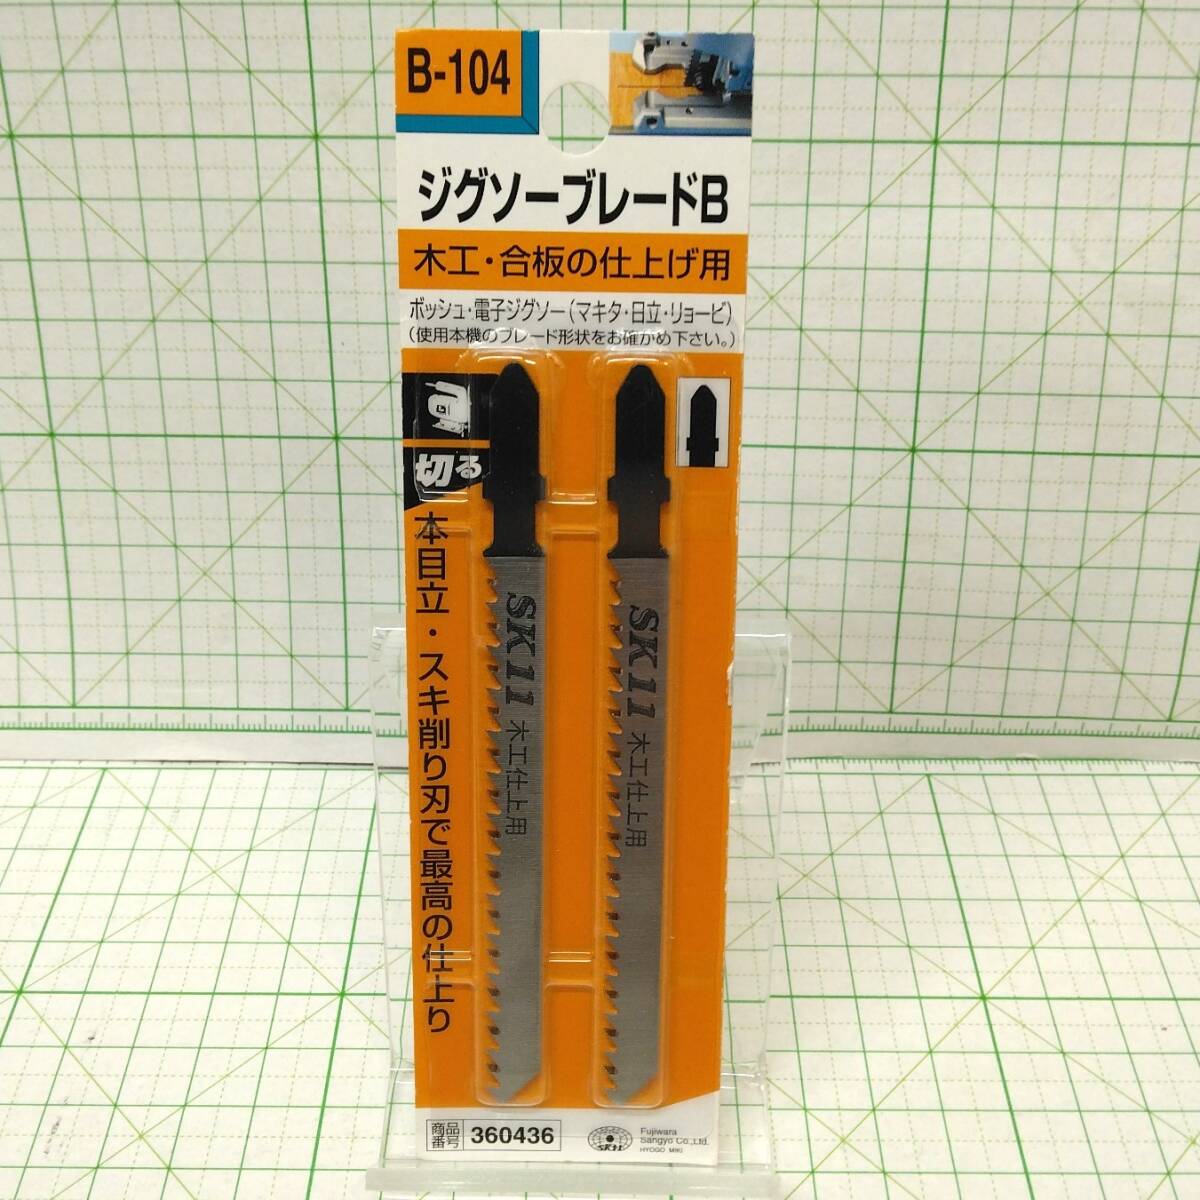 B-104
ジグソーブレードB
木工・合板の仕上げ用
ボッシュ・電子ジグソー(マキタ・日立・リョービ)
(使用本機のブレード形状をお確かめ下さい。)
切る
本目立・スキ削り刃で最高の仕上り
SK11 木工仕上用
SK11 木工仕上用
商品番号 360436
SK11
Fujiwara
Sangyo Co.,Ltd.
HYOGO MIKI